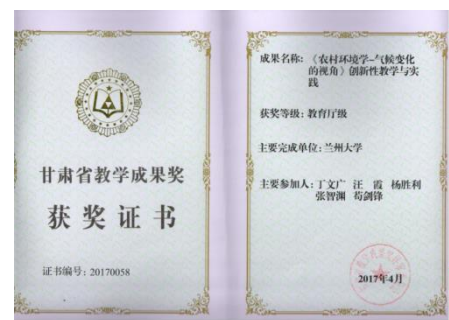 甘肃省教学成果奖
获奖证书
证书编号: 20170058
成果名称: 《农村环境学-气候变化
的视角》创新性教学与实
践
获奖等级: 教育厅级
主要完成单位: 兰州大学
主要参加人: 丁文广 汪 霞 杨胜利
张智渊 苟剑锋
2017年4月